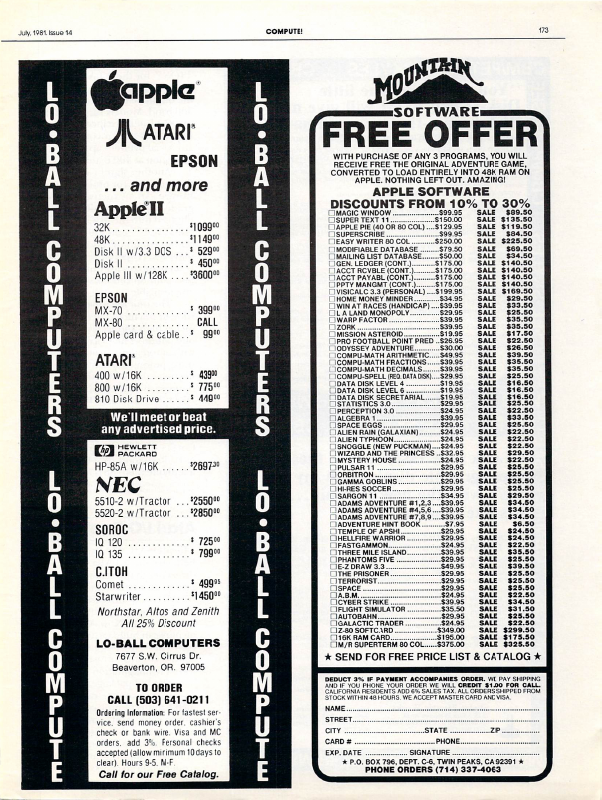 July, 1981. Issue 14
COMPUTE!
173
LO•BALL COMPUTERS
LO•BALL COMPUTE
apple
ATARI®
EPSON
... and more
Apple II
32K $1099⁰⁰
48K $1149⁰⁰
Disk II w/3.3 DCS $ 529⁰⁰
Disk II $ 450⁰⁰
Apple III w/128K $3600⁰⁰
EPSON
MX-70 $ 399⁰⁰
MX-80 CALL
Apple card & cable $ 99⁰⁰
ATARI®
400 w/16K $ 439⁰⁰
800 w/16K $ 775⁰⁰
810 Disk Drive $ 449⁰⁰
We'll meet or beat
any advertised price.
hp HEWLETT
PACKARD
HP-85A w/16K $2697.³⁰
NEC
5510-2 w/Tractor $2550⁰⁰
5520-2 w/Tractor $2850⁰⁰
SOROC
IQ 120 $ 725⁰⁰
IQ 135 $ 799⁰⁰
C.ITOH
Comet $ 499⁹⁵
Starwriter $1450⁰⁰
Northstar, Altos and Zenith
All 25% Discount
LO-BALL COMPUTERS
7677 S.W. Cirrus Dr.
Beaverton, OR. 97005
TO ORDER
CALL (503) 641-0211
Ordering Information: For fastest ser-
vice, send money order, cashier's
check or bank wire. Visa and MC
orders, add 3%. Personal checks
accepted (allow minimum 10 days to
clear). Hours 9-5, N-F.
Call for our Free Catalog.
LO•BALL COMPUTERS
LO•BALL COMPUTE
MOUNTAIN
SOFTWARE
FREE OFFER
WITH PURCHASE OF ANY 3 PROGRAMS, YOU WILL
RECEIVE FREE THE ORIGINAL ADVENTURE GAME,
CONVERTED TO LOAD ENTIRELY INTO 48K RAM ON
APPLE. NOTHING LEFT OUT. AMAZING!
APPLE SOFTWARE
DISCOUNTS FROM 10% TO 30%
MAGIC WINDOW $99.95 SALE $89.50
SUPER TEXT 11 $150.00 SALE $135.50
APPLE PIE (40 OR 80 COL) $129.95 SALE $119.50
SUPERSCRIBE $99.95 SALE $84.50
EASY WRITER 80 COL $250.00 SALE $225.50
MODIFIABLE DATABASE $79.50 SALE $69.50
MAILING LIST DATABASE $50.00 SALE $34.50
GEN. LEDGER (CONT.) $175.00 SALE $140.50
ACCT RCVBLE (CONT.) $175.00 SALE $140.50
ACCT PAYABL (CONT.) $175.00 SALE $140.50
PPTY MANGMT (CONT.) $175.00 SALE $140.50
VISICALC 3.3 (PERSONAL) $199.95 SALE $169.50
HOME MONEY MINDER $34.95 SALE $29.50
WIN AT RACES (HANDICAP) $39.95 SALE $33.50
L A LAND MONOPOLY $29.95 SALE $25.50
WARP FACTOR $39.95 SALE $35.50
ZORK $39.95 SALE $35.50
MISSION ASTEROID $19.95 SALE $17.50
PRO FOOTBALL POINT PRED $26.95 SALE $22.50
ODYSSEY ADVENTURE $30.00 SALE $26.50
COMPU-MATH ARITHMETIC $49.95 SALE $39.50
COMPU-MATH FRACTIONS $39.95 SALE $35.50
COMPU-MATH DECIMALS $39.95 SALE $35.50
COMPU-SPELL (REQ. DATA DISK) $29.95 SALE $25.50
DATA DISK LEVEL 4 $19.95 SALE $16.50
DATA DISK LEVEL 6 $19.95 SALE $16.50
DATA DISK SECRETARIAL $19.95 SALE $16.50
STATISTICS 3.0 $29.95 SALE $25.50
PERCEPTION 3.0 $24.95 SALE $22.50
ALGEBRA 1 $39.95 SALE $33.50
SPACE EGGS $29.95 SALE $25.50
ALIEN RAIN (GALAXIAN) $24.95 SALE $22.50
ALIEN TYPHOON $24.95 SALE $22.50
SNOGGLE (NEW PUCKMAN) $24.95 SALE $22.50
WIZARD AND THE PRINCESS $32.95 SALE $29.50
MYSTERY HOUSE $24.95 SALE $22.50
PULSAR 11 $29.95 SALE $25.50
ORBITRON $29.95 SALE $25.50
GAMMA GOBLINS $29.95 SALE $25.50
HI-RES SOCCER $29.95 SALE $25.50
SARGON 11 $34.95 SALE $29.50
ADAMS ADVENTURE #1,2,3 $39.95 SALE $34.50
ADAMS ADVENTURE #4,5,6 $39.95 SALE $34.50
ADAMS ADVENTURE #7,8,9 $39.95 SALE $34.50
ADVENTURE HINT BOOK $7.95 SALE $6.50
TEMPLE OF APSHI $29.95 SALE $24.50
HELLFIRE WARRIOR $29.95 SALE $24.50
FASTGAMMON $24.95 SALE $22.50
THREE MILE ISLAND $39.95 SALE $35.50
PHANTOMS FIVE $29.95 SALE $25.50
E-Z DRAW 3.3 $49.95 SALE $39.50
THE PRISONER $29.95 SALE $25.50
TERRORIST $29.95 SALE $25.50
SPACE $29.95 SALE $25.50
A.B.M. $24.95 SALE $22.50
CYBER STRIKE $39.95 SALE $34.50
FLIGHT SIMULATOR $35.50 SALE $31.50
AUTOBAHN $29.95 SALE $25.50
GALACTIC TRADER $24.95 SALE $22.50
Z-80 SOFTCARD $349.00 SALE $299.50
16K RAM CARD $195.00 SALE $175.50
M/R SUPERTERM 80 COL $375.00 SALE $325.50
★ SEND FOR FREE PRICE LIST & CATALOG ★
DEDUCT 3% IF PAYMENT ACCOMPANIES ORDER. WE PAY SHIPPING
AND IF YOU PHONE YOUR ORDER WE WILL CREDIT $1.00 FOR CALL.
CALIFORNIA RESIDENTS ADD 6% SALES TAX. ALL ORDERS SHIPPED FROM
STOCK WITHIN 48 HOURS. WE ACCEPT MASTER CARD AND VISA.
NAME
STREET
CITY STATE ZIP
CARD # PHONE
EXP. DATE SIGNATURE
★ P.O. BOX 796, DEPT. C-6, TWIN PEAKS, CA 92391 ★
PHONE ORDERS (714) 337-4063